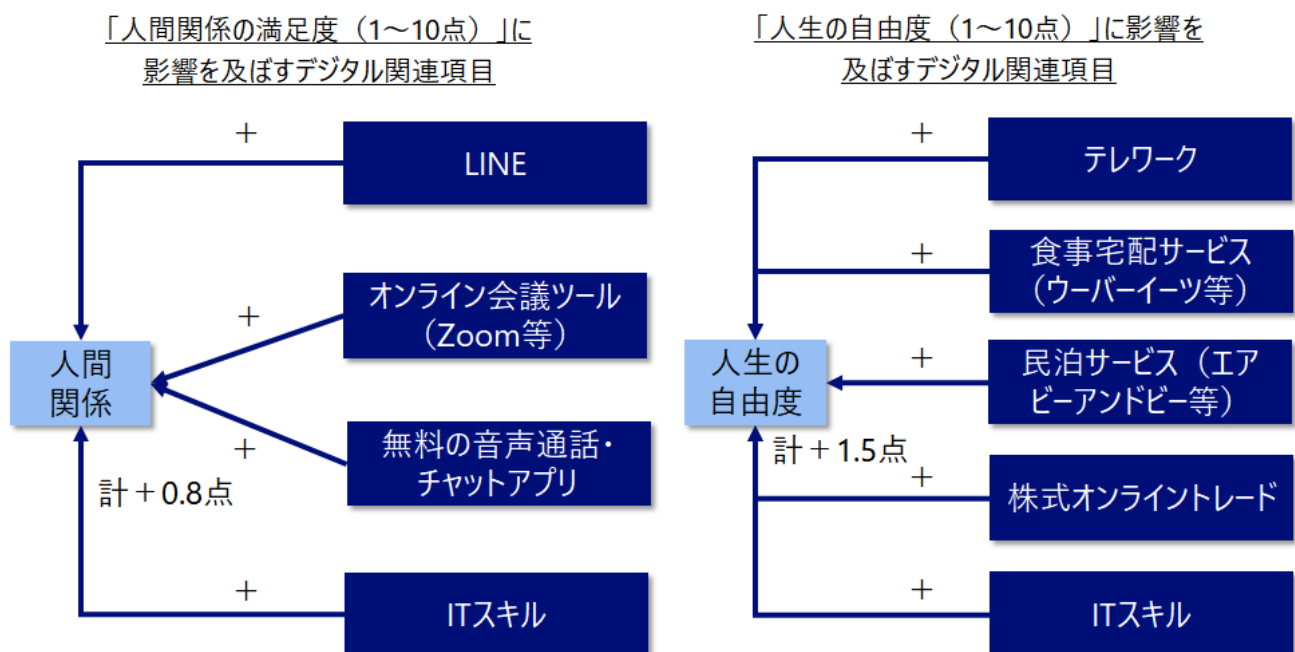 「人間関係の満足度（1～10点）」に
影響を及ぼすデジタル関連項目
＋
LINE
＋
オンライン会議ツール
（Zoom等）
人間
関係
＋
無料の音声通話・
チャットアプリ
計＋0.8点
＋
ITスキル
「人生の自由度（1～10点）」に影響を
及ぼすデジタル関連項目
＋
テレワーク
＋
食事宅配サービス
（ウーバーイーツ等）
人生の
自由度
＋
民泊サービス（エア
ビーアンドビー等）
計＋1.5点
＋
株式オンライントレード
＋
ITスキル